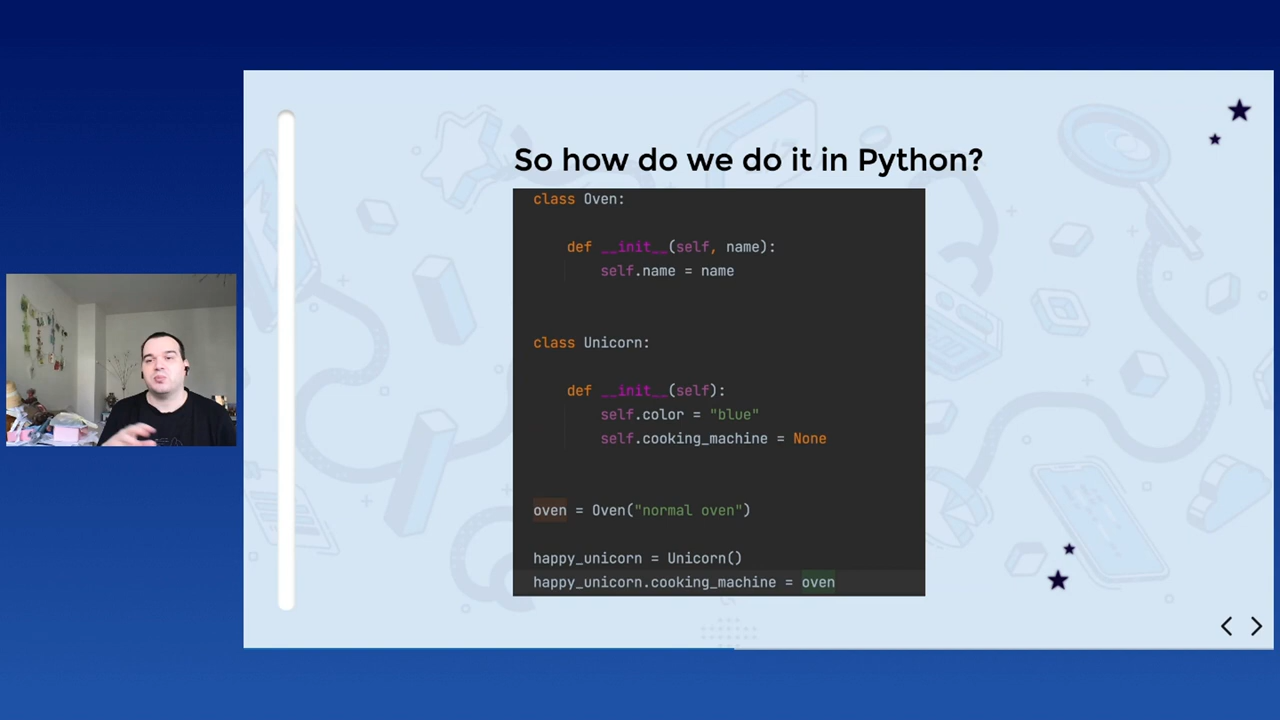 So how do we do it in Python?
class Oven:
def __init__(self, name):
self.name = name
class Unicorn:
def __init__(self):
self.color = "blue"
self.cooking_machine = None
oven = Oven("normal oven")
happy_unicorn = Unicorn()
happy_unicorn.cooking_machine = oven